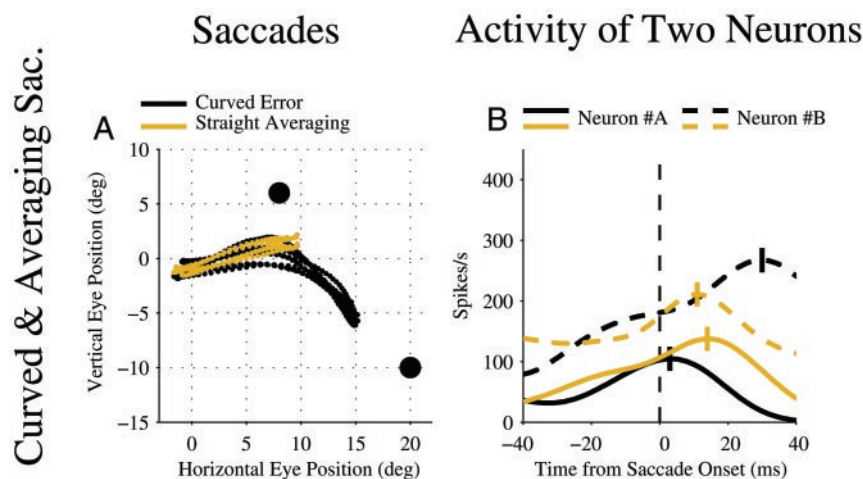 Saccades
Activity of Two Neurons
Curved & Averaging Sac.
A
Curved Error
Straight Averaging
10
5
0
−5
−10
−15
Vertical Eye Position (deg)
0
5
10
15
20
Horizontal Eye Position (deg)
B
Neuron #A
Neuron #B
400
300
200
100
0
Spikes/s
−40
−20
0
20
40
Time from Saccade Onset (ms)